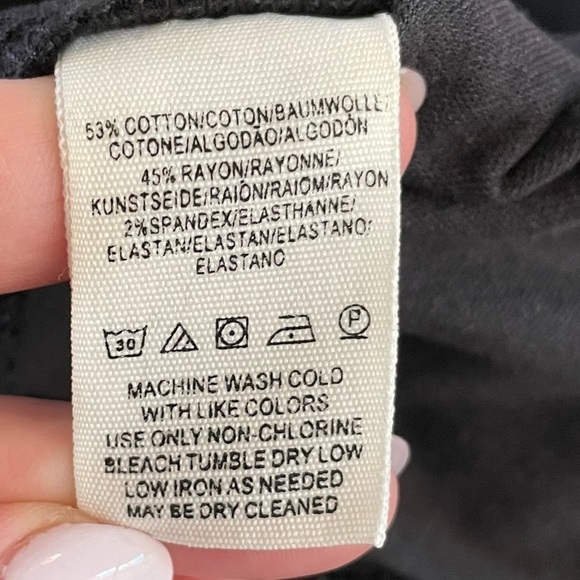 53% COTTON/COTON/BAUMWOLLE/
COTONE/ALGODÃO/ALGODÓN
45% RAYON/RAYONNE/
KUNSTSEIDE/RAION/RAIOM/RAYON
2%SPANDEX/ELASTHANNE/
ELASTAN/ELASTAN/ELASTANO/
ELASTANO
30 P
MACHINE WASH COLD
WITH LIKE COLORS
USE ONLY NON-CHLORINE
BLEACH TUMBLE DRY LOW
LOW IRON AS NEEDED
MAY BE DRY CLEANED